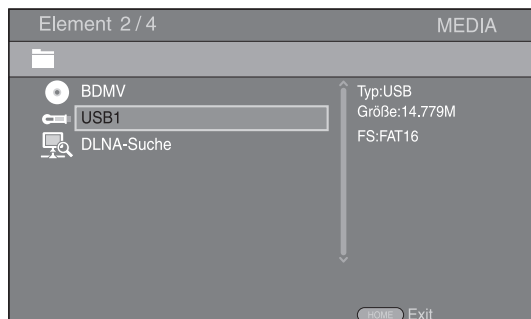 Element 2/4 MEDIA
BDMV
USB1
DLNA-Suche
Typ:USB
Größe:14.779M
FS:FAT16
HOME Exit